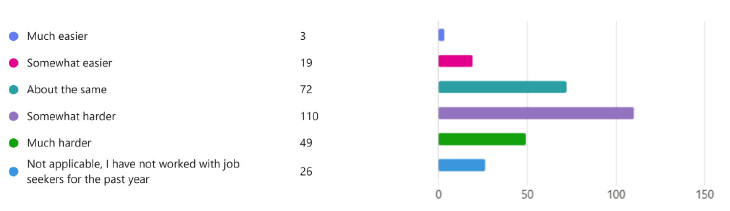 Much easier 3
Somewhat easier 19
About the same 72
Somewhat harder 110
Much harder 49
Not applicable, I have not worked with job
seekers for the past year 26
0 50 100 150